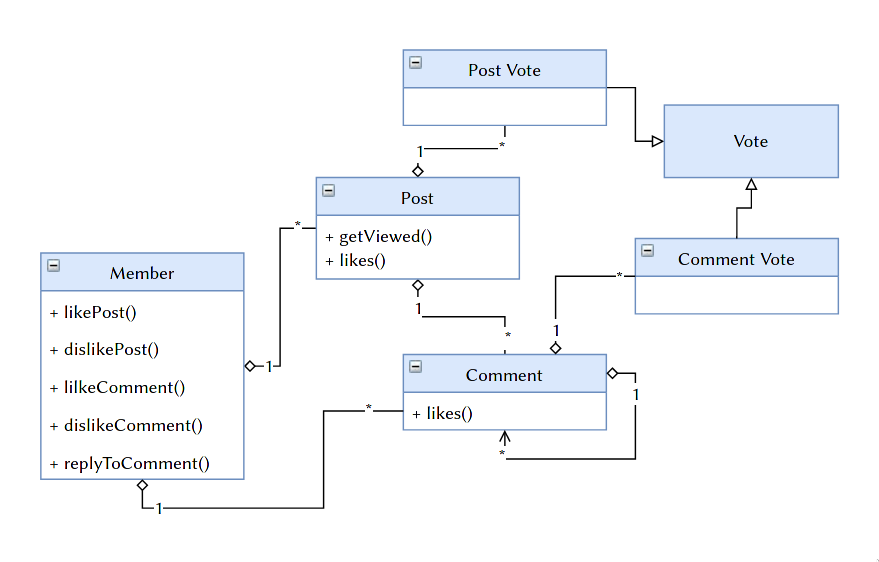 Post Vote
Vote
1
*
Post
+ getViewed()
+ likes()
*
Comment Vote
Member
+ likePost()
+ dislikePost()
+ lilkeComment()
+ dislikeComment()
+ replyToComment()
1
1
*
*
1
Comment
+ likes()
1
*
*
1